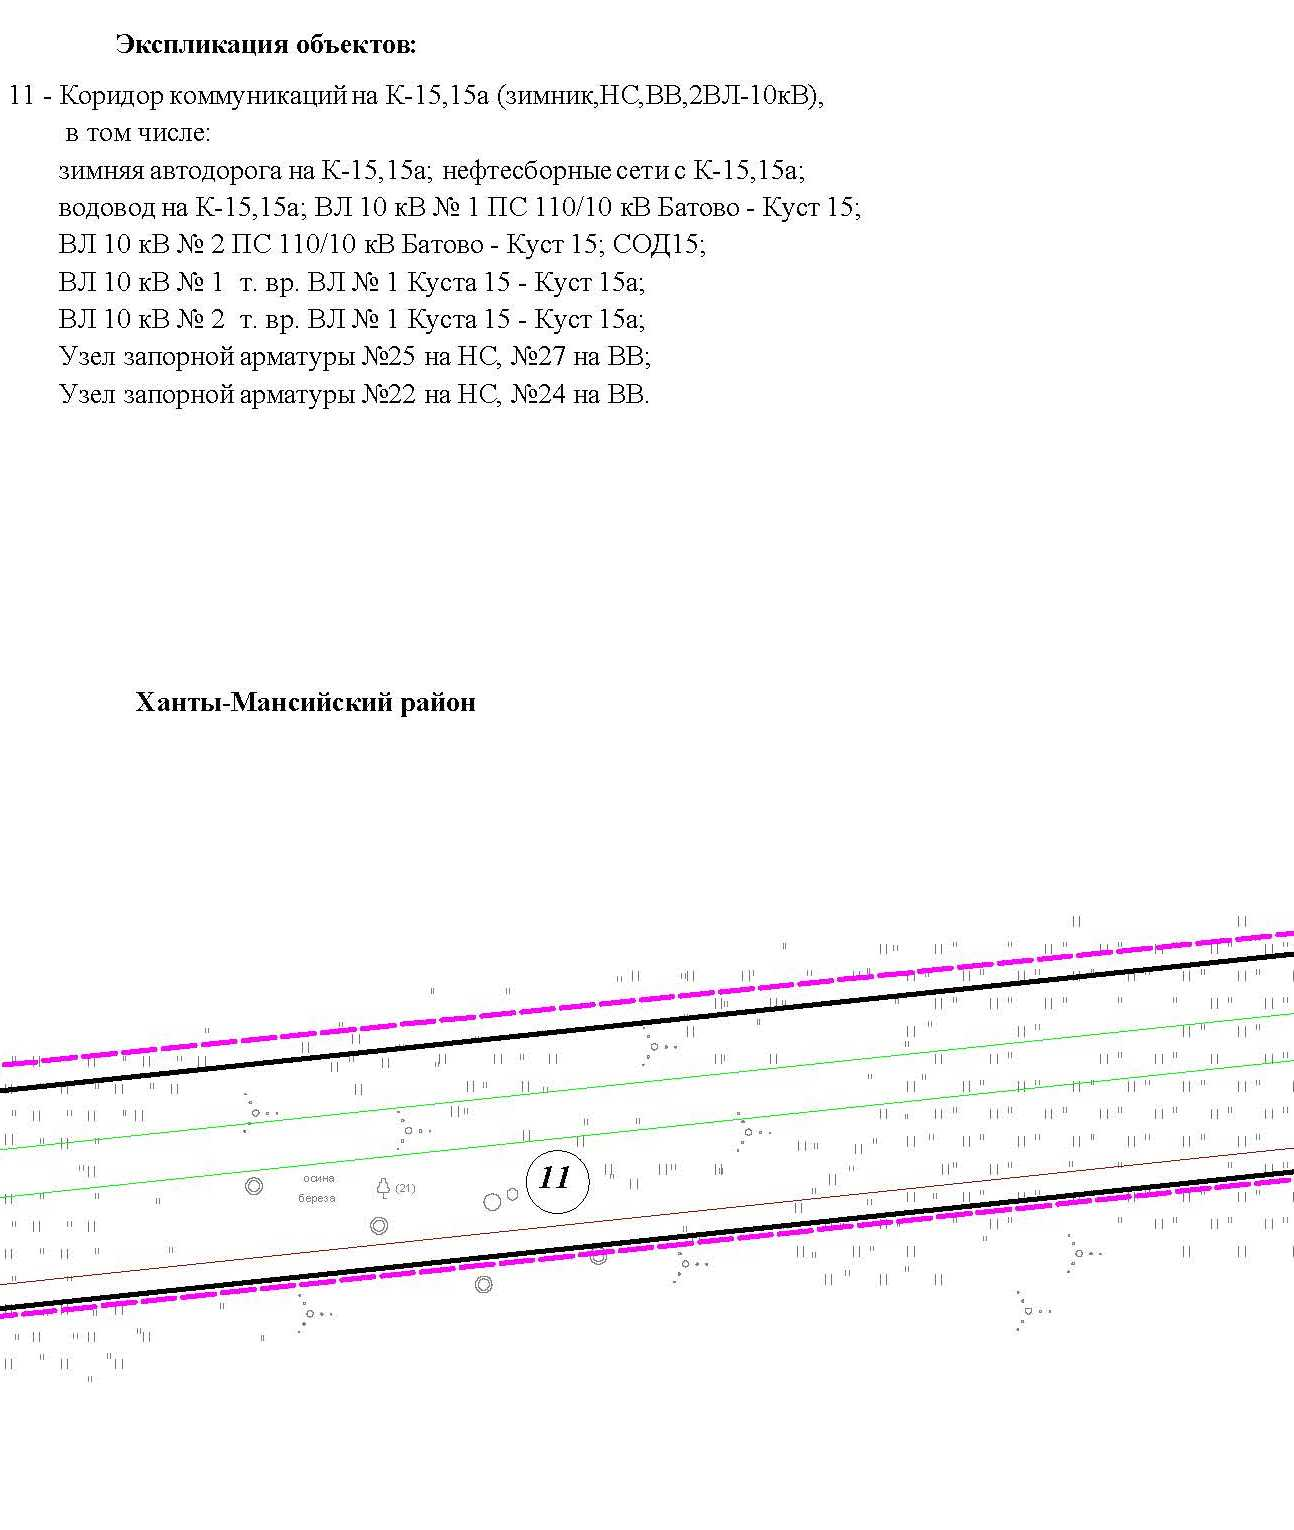 Экспликация объектов:
11 - Коридор коммуникаций на К-15,15а (зимник,НС,ВВ,2ВЛ-10кВ),
в том числе:
зимняя автодорога на К-15,15а; нефтесборные сети с К-15,15а;
водовод на К-15,15а; ВЛ 10 кВ № 1 ПС 110/10 кВ Батово - Куст 15;
ВЛ 10 кВ № 2 ПС 110/10 кВ Батово - Куст 15; СОД15;
ВЛ 10 кВ № 1 т. вр. ВЛ № 1 Куста 15 - Куст 15а;
ВЛ 10 кВ № 2 т. вр. ВЛ № 1 Куста 15 - Куст 15а;
Узел запорной арматуры №25 на НС, №27 на ВВ;
Узел запорной арматуры №22 на НС, №24 на ВВ.
Ханты-Мансийский район
11
осина
береза
(21)